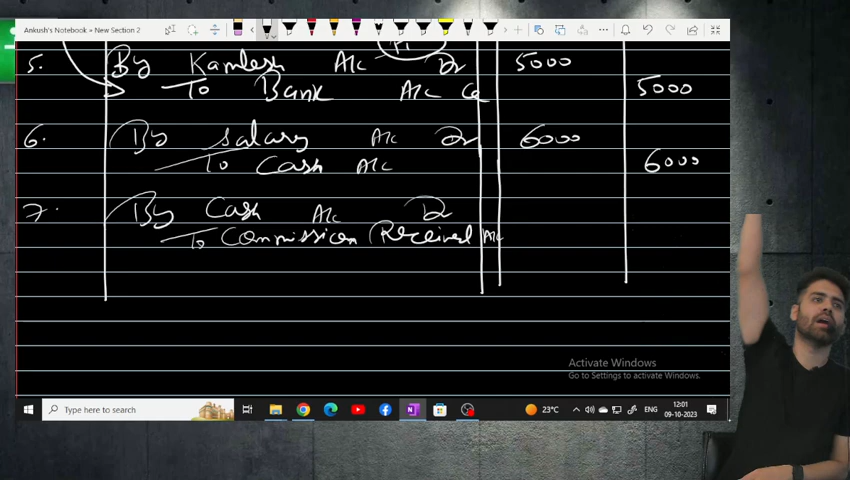 Ankush's Notebook » New Section 2
5. By Kamlesh A/c Dr 5000
To Bank A/c Cr 5000
6. By Salary A/c Dr 6000
To Cash A/c 6000
7. By Cash A/c Dr
To Commission Received A/c
Activate Windows
Go to Settings to activate Windows.
Type here to search
23°C
ENG
12:01
09-10-2023